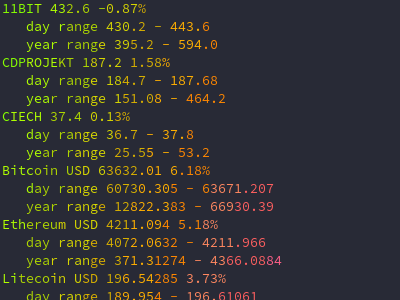 11BIT 432.6 -0.87%
day range 430.2 - 443.6
year range 395.2 - 594.0
CDPROJEKT 187.2 1.58%
day range 184.7 - 187.68
year range 151.08 - 464.2
CIECH 37.4 0.13%
day range 36.7 - 37.8
year range 25.55 - 53.2
Bitcoin USD 63632.01 6.18%
day range 60730.305 - 63671.207
year range 12822.383 - 66930.39
Ethereum USD 4211.094 5.18%
day range 4072.0632 - 4211.966
year range 371.31274 - 4366.0884
Litecoin USD 196.54285 3.73%
day range 189.954 - 196.61061